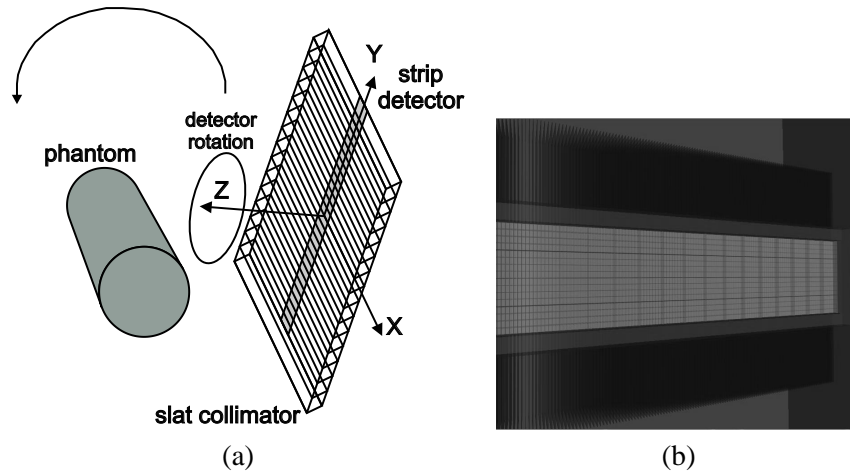 Y
strip
detector
detector
rotation
phantom
Z
X
slat collimator
(a)
(b)